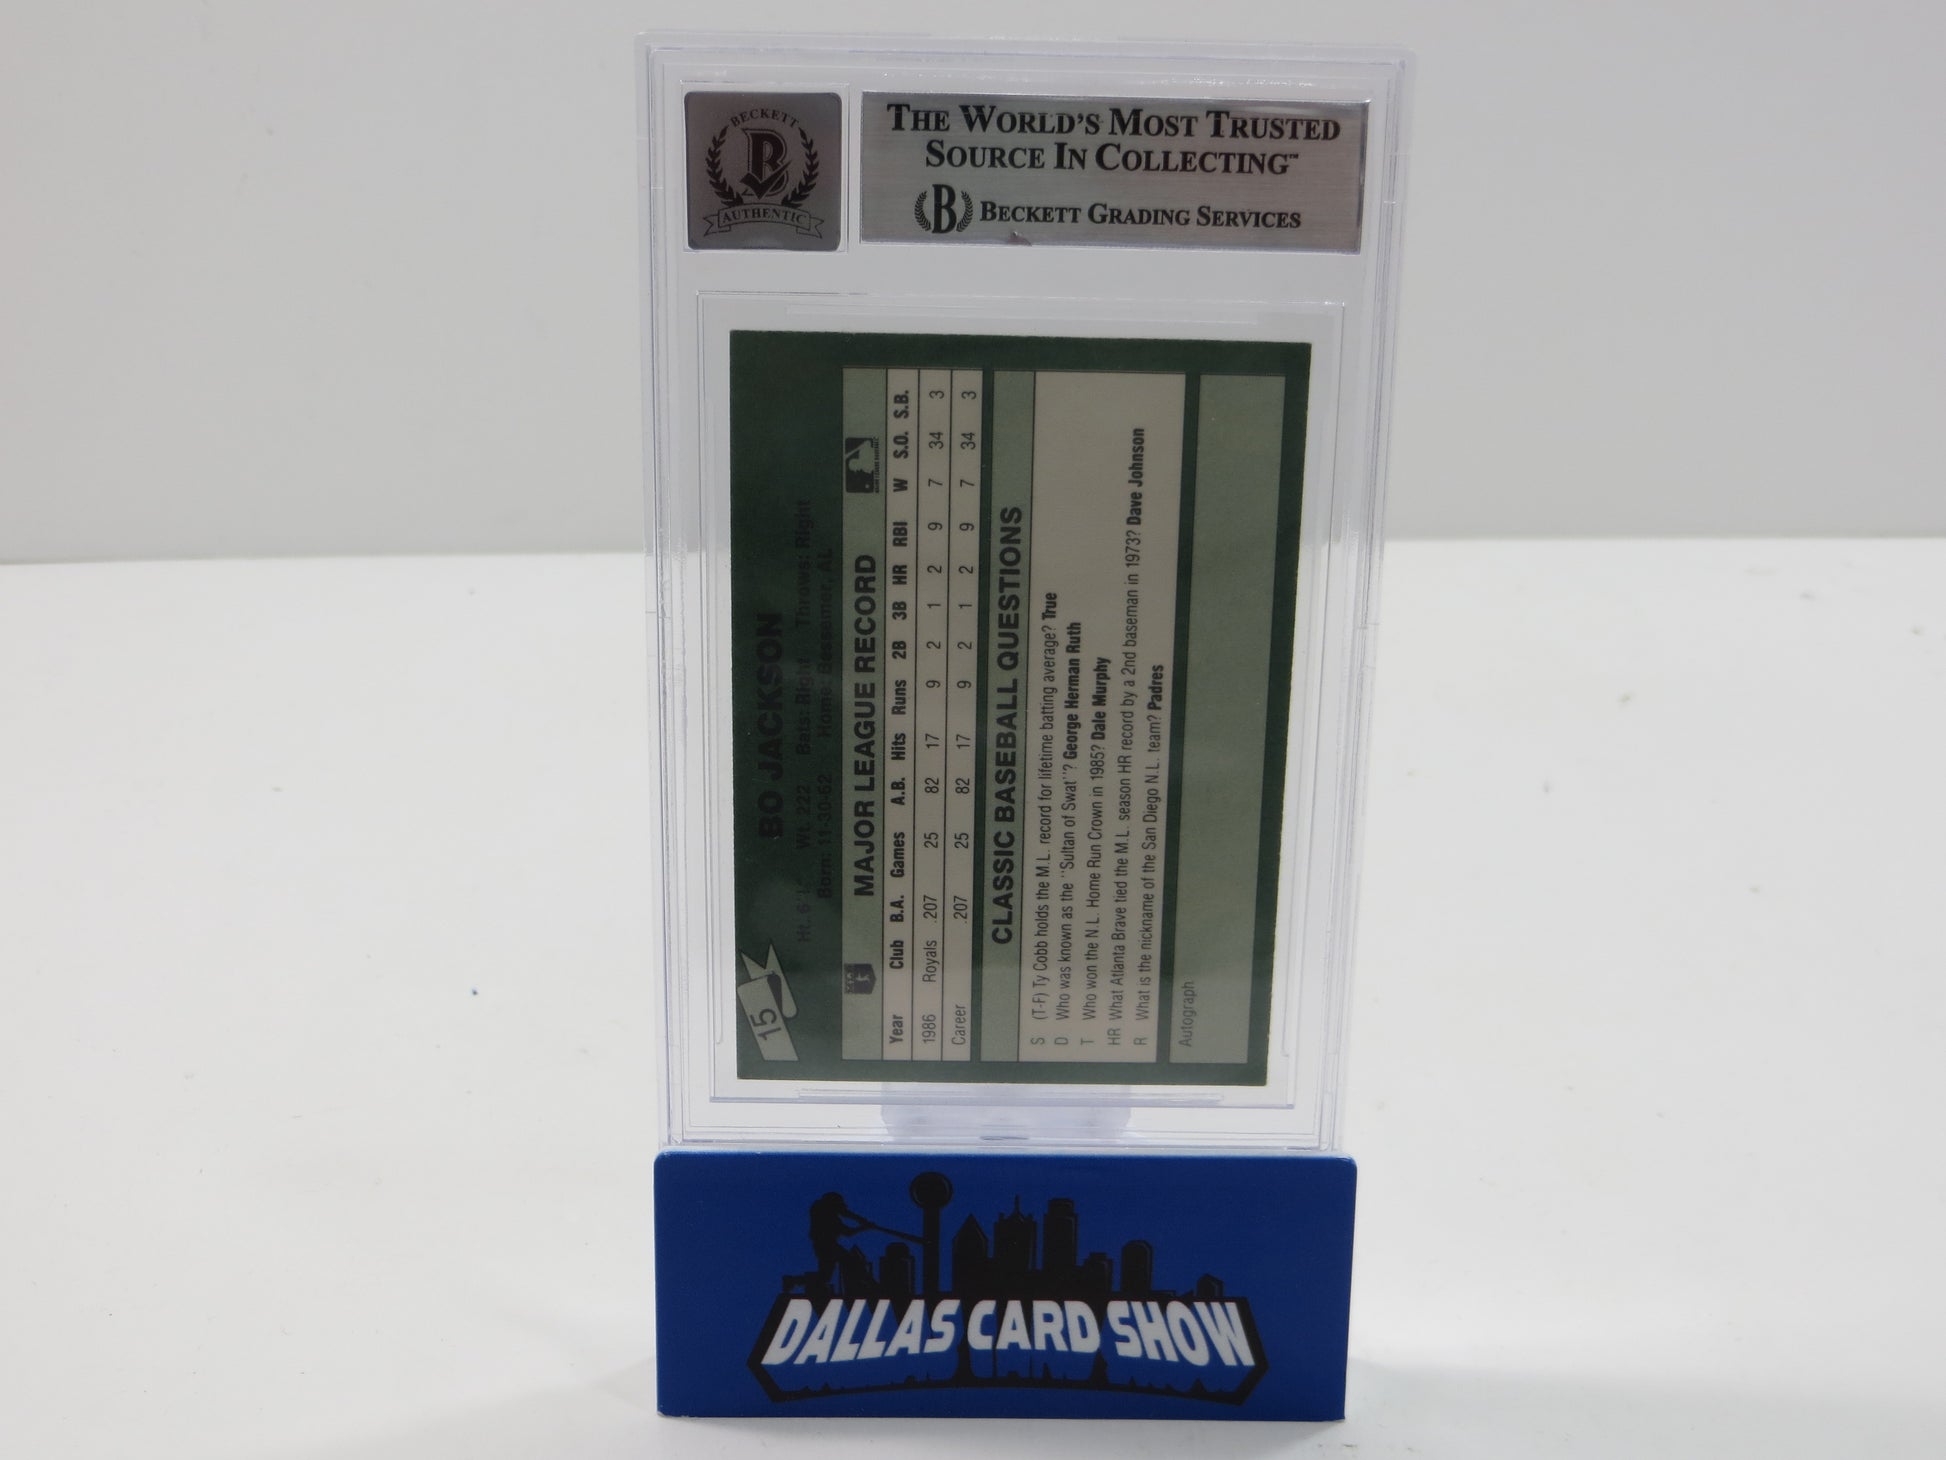 BECKETT
AUTHENTIC
THE WORLD'S MOST TRUSTED
SOURCE IN COLLECTING™
B BECKETT GRADING SERVICES
15
BO JACKSON
Wt. 222 Bats: Right Throws: Right
Born: 11-30-62 Home: Bessemer, AL
MAJOR LEAGUE RECORD
Year Club B.A. Games A.B. Hits Runs 2B 3B HR RBI W S.O. S.B.
1986 Royals .207 25 82 17 9 2 1 2 9 7 34 3
Career .207 25 82 17 9 2 1 2 9 7 34 3
CLASSIC BASEBALL QUESTIONS
S (T-F) Ty Cobb holds the M.L. record for lifetime batting average? True
D Who was known as the "Sultan of Swat"? George Herman Ruth
T Who won the N.L. Home Run Crown in 1985? Dale Murphy
HR What Atlanta Brave tied the M.L. season HR record by a 2nd baseman in 1973? Dave Johnson
R What is the nickname of the San Diego N.L. team? Padres
Autograph
DALLAS CARD SHOW